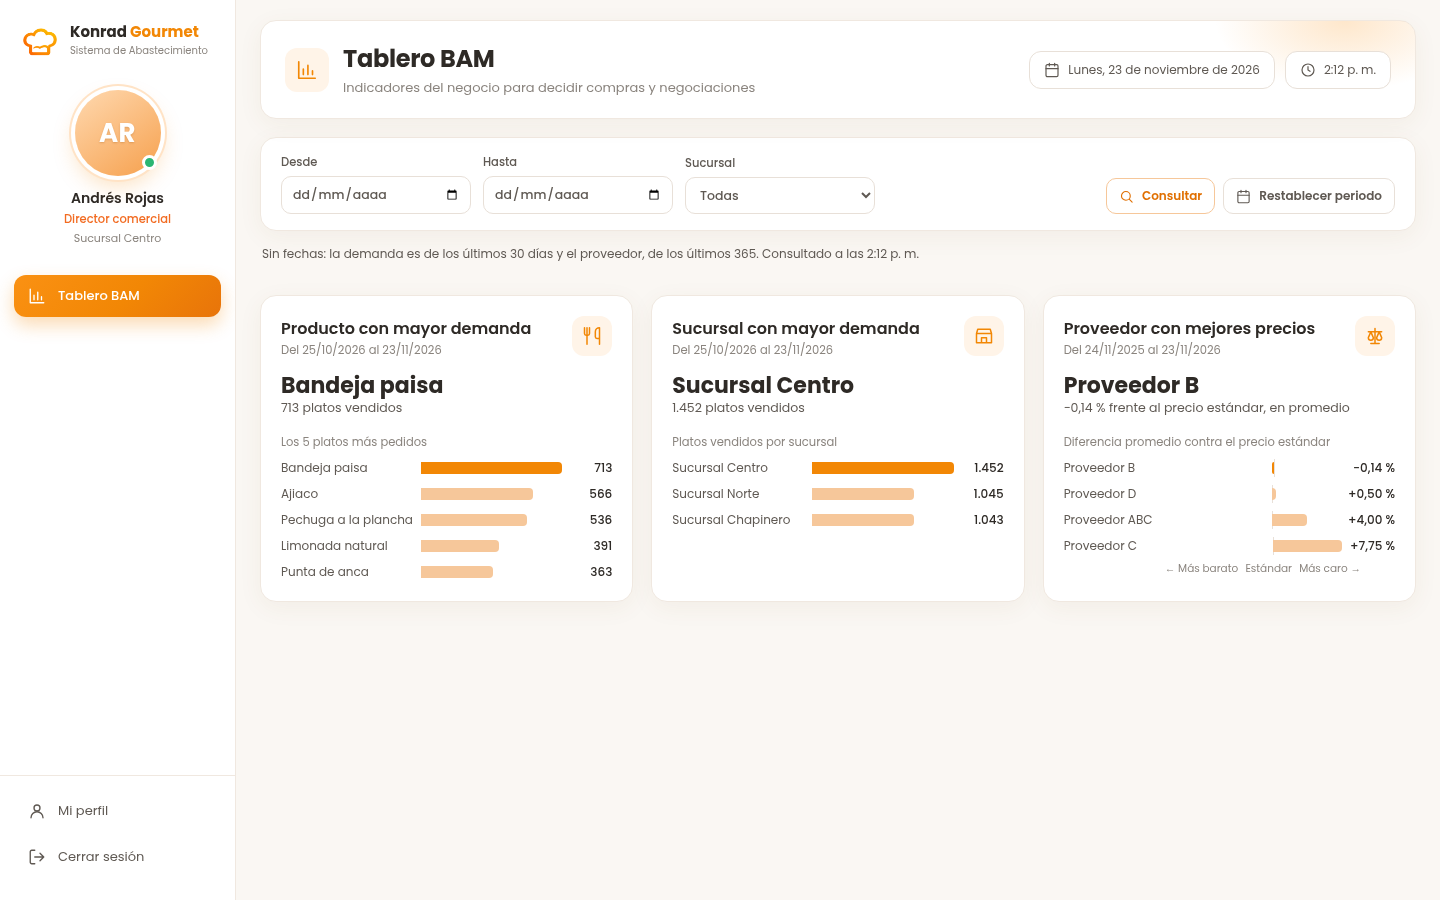 Konrad Gourmet
Sistema de Abastecimiento
AR
Andrés Rojas
Director comercial
Sucursal Centro
Tablero BAM
Mi perfil
Cerrar sesión
Tablero BAM
Indicadores del negocio para decidir compras y negociaciones
Lunes, 23 de noviembre de 2026
2:12 p. m.
Desde
dd/mm/aaaa
Hasta
dd/mm/aaaa
Sucursal
Todas
Consultar
Restablecer periodo
Sin fechas: la demanda es de los últimos 30 días y el proveedor, de los últimos 365. Consultado a las 2:12 p. m.
Producto con mayor demanda
Del 25/10/2026 al 23/11/2026
Bandeja paisa
713 platos vendidos
Los 5 platos más pedidos
Bandeja paisa 713
Ajiaco 566
Pechuga a la plancha 536
Limonada natural 391
Punta de anca 363
Sucursal con mayor demanda
Del 25/10/2026 al 23/11/2026
Sucursal Centro
1.452 platos vendidos
Platos vendidos por sucursal
Sucursal Centro 1.452
Sucursal Norte 1.045
Sucursal Chapinero 1.043
Proveedor con mejores precios
Del 24/11/2025 al 23/11/2026
Proveedor B
-0,14 % frente al precio estándar, en promedio
Diferencia promedio contra el precio estándar
Proveedor B -0,14 %
Proveedor D +0,50 %
Proveedor ABC +4,00 %
Proveedor C +7,75 %
← Más barato Estándar Más caro →